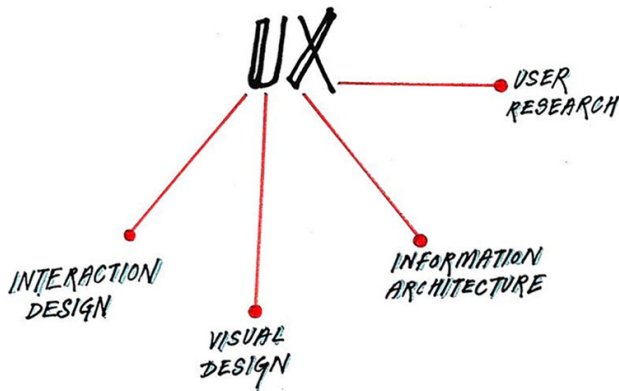 UX
USER
RESEARCH
INTERACTION
DESIGN
VISUAL
DESIGN
INFORMATION
ARCHITECTURE